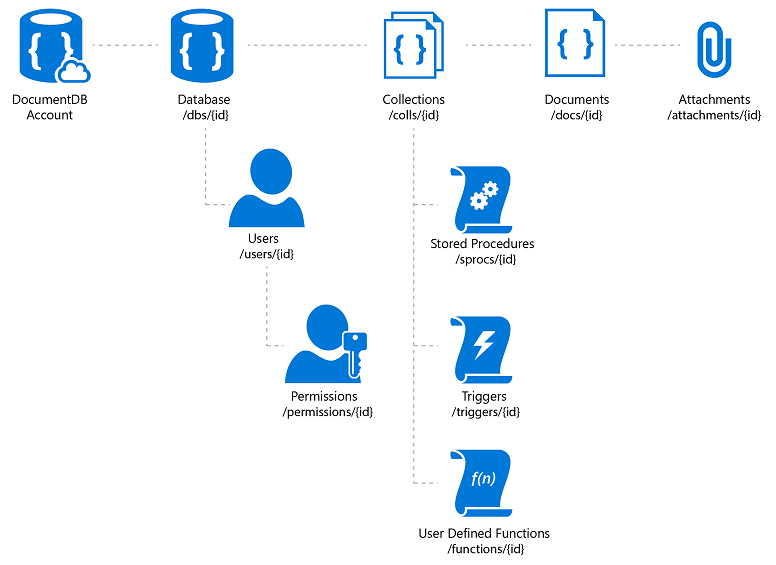 DocumentDB
Account
Database
/dbs/{id}
Collections
/colls/{id}
Documents
/docs/{id}
Attachments
/attachments/{id}
Users
/users/{id}
Stored Procedures
/sprocs/{id}
Permissions
/permissions/{id}
Triggers
/triggers/{id}
f(n)
User Defined Functions
/functions/{id}